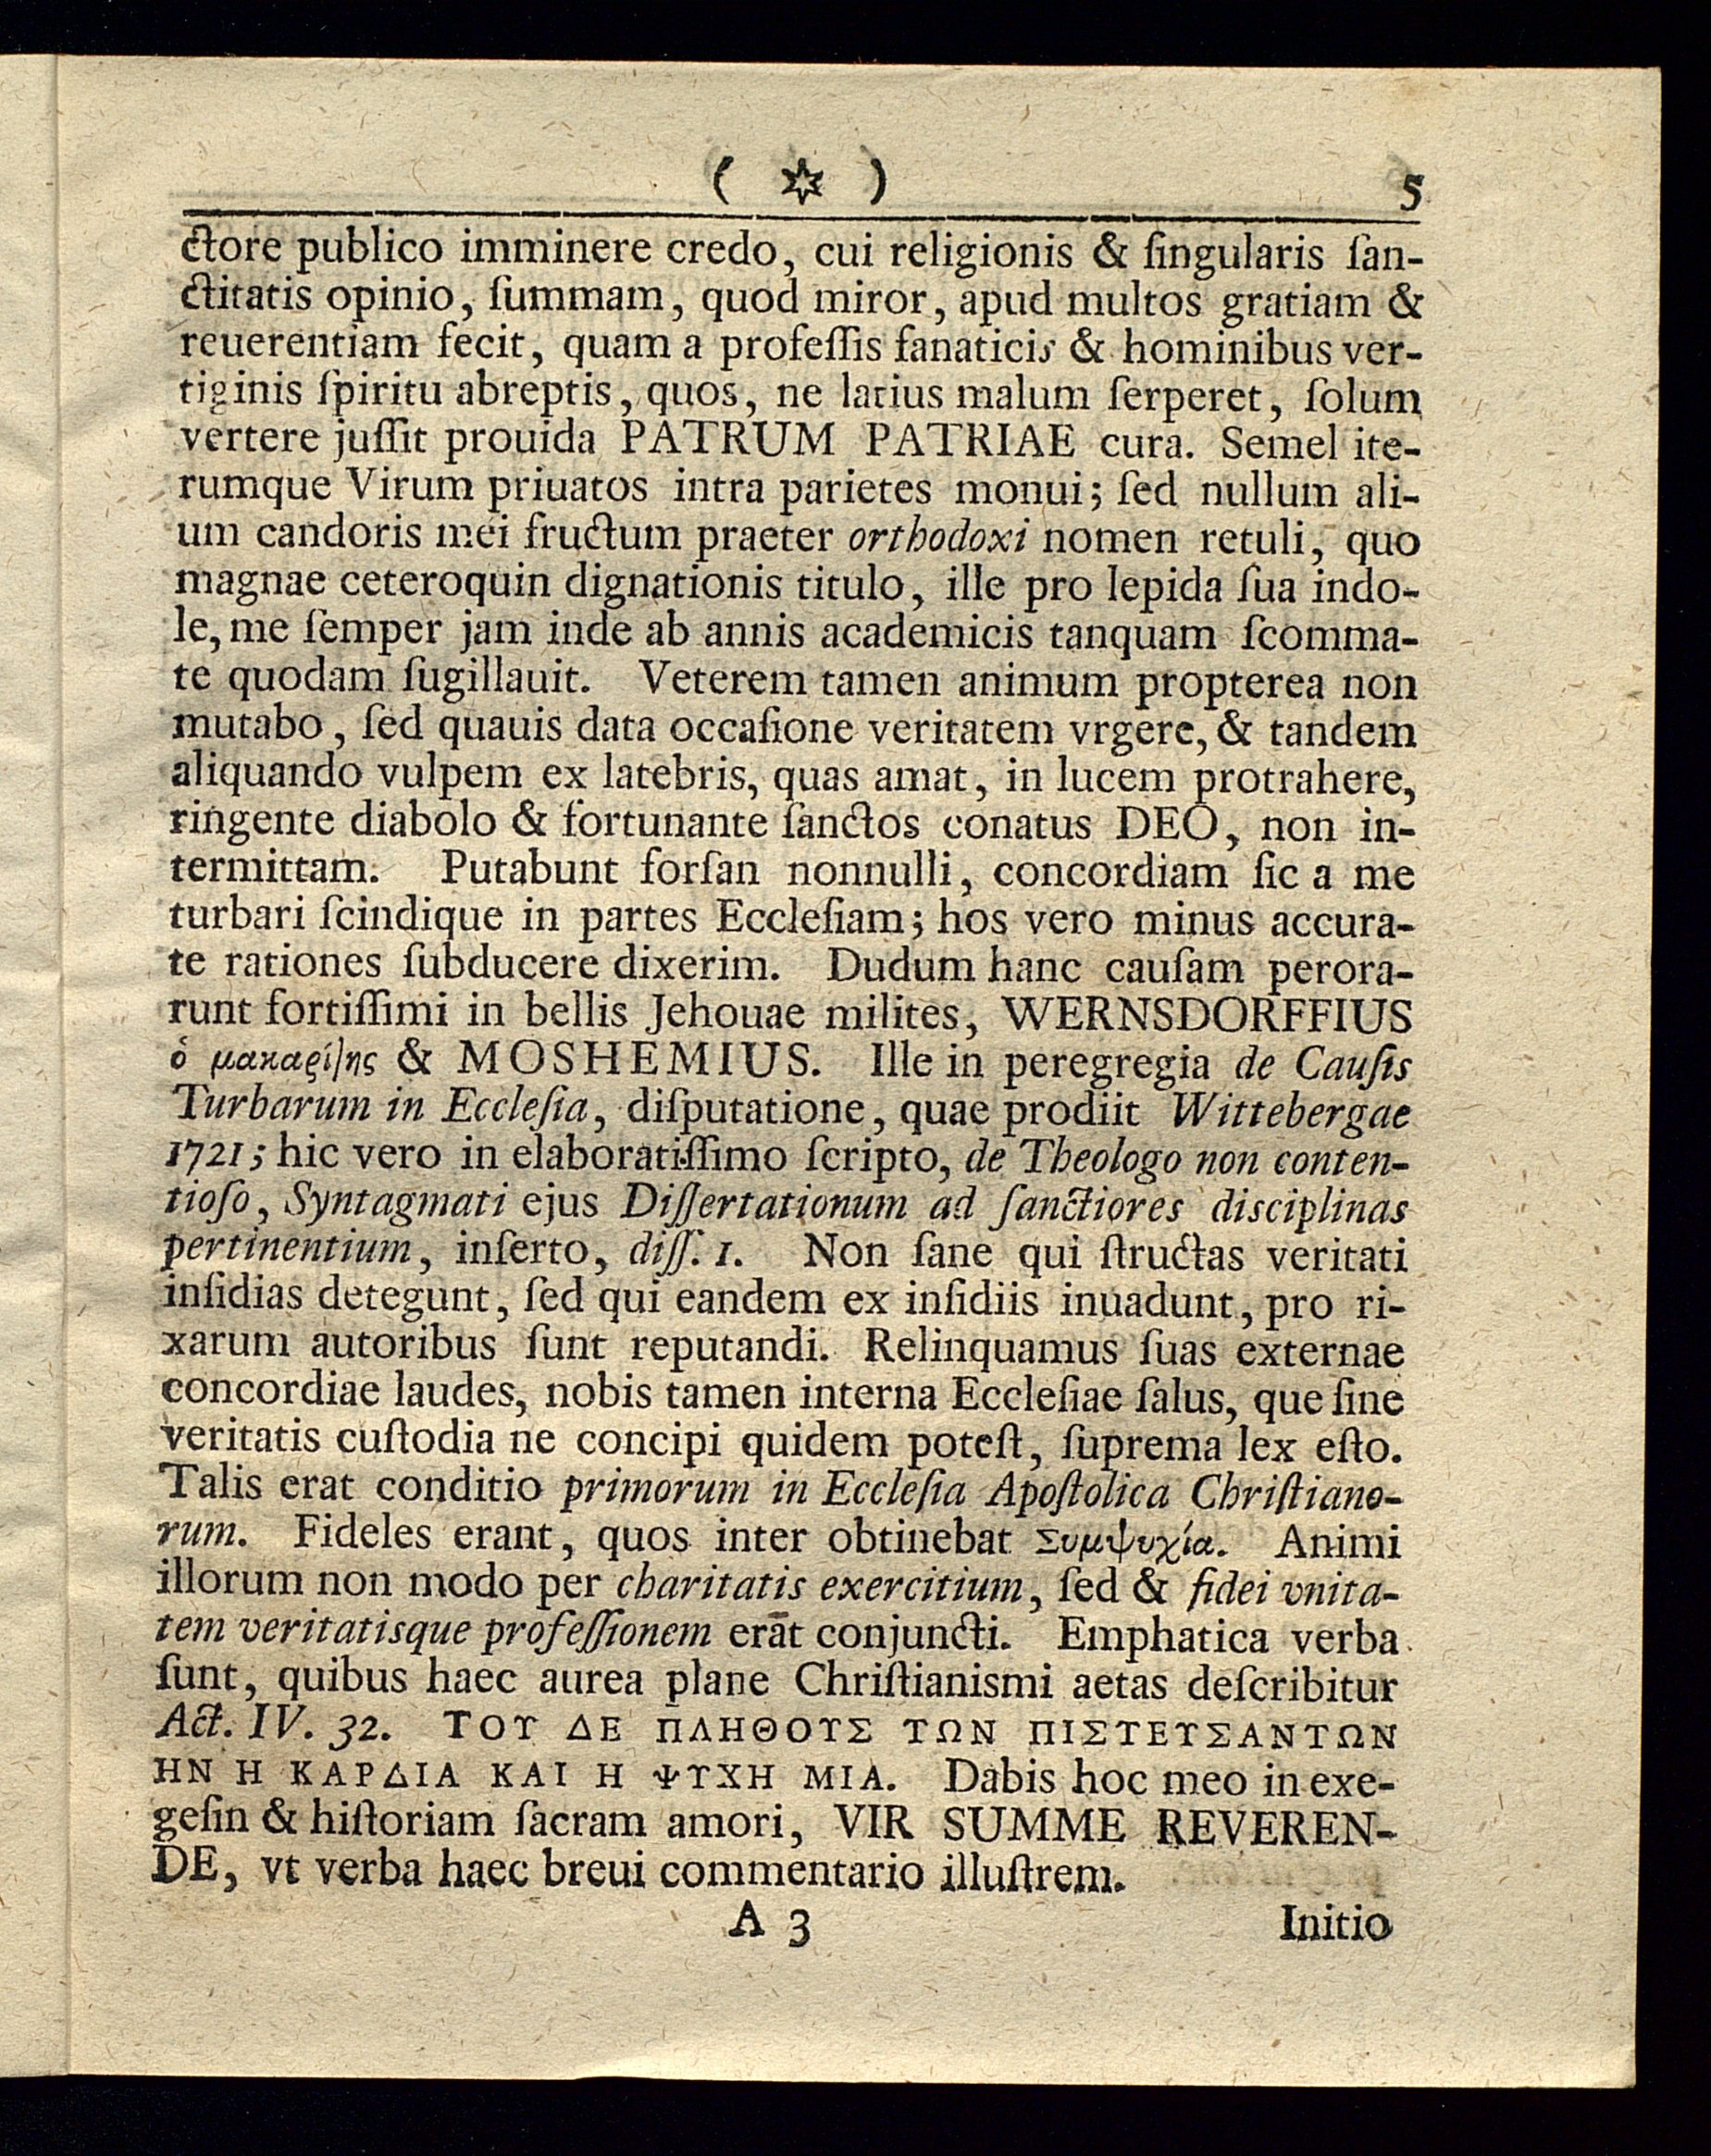 ( ✡ ) 5
ctore publico imminere credo, cui religionis & ſingularis ſan-
ctitatis opinio, ſummam, quod miror, apud multos gratiam &
reuerentiam fecit, quam a profeſſis fanaticis & hominibus ver-
tiginis ſpiritu abreptis, quos, ne latius malum ſerperet, ſolum
vertere juſſit prouida PATRUM PATRIAE cura. Semel ite-
rumque Virum priuatos intra parietes monui; ſed nullum ali-
um candoris mei fructum praeter orthodoxi nomen retuli, quo
magnae ceteroquin dignationis titulo, ille pro lepida ſua indo-
le, me ſemper jam inde ab annis academicis tanquam ſcomma-
te quodam ſugillauit. Veterem tamen animum propterea non
mutabo, ſed quauis data occaſione veritatem vrgere, & tandem
aliquando vulpem ex latebris, quas amat, in lucem protrahere,
ringente diabolo & fortunante ſanctos conatus DEO, non in-
termittam. Putabunt forſan nonnulli, concordiam ſic a me
turbari ſcindique in partes Eccleſiam; hos vero minus accura-
te rationes ſubducere dixerim. Dudum hanc cauſam perora-
runt fortiſſimi in bellis Jehouae milites, WERNSDORFFIUS
ὁ μακαρίτης & MOSHEMIUS. Ille in peregregia de Cauſis
Turbarum in Eccleſia, diſputatione, quae prodiit Wittebergae
1721; hic vero in elaboratiſſimo ſcripto, de Theologo non conten-
tioſo, Syntagmati ejus Diſſertationum ad ſanctiores disciplinas
pertinentium, inſerto, diſſ. 1. Non ſane qui ſtructas veritati
inſidias detegunt, ſed qui eandem ex inſidiis inuadunt, pro ri-
xarum autoribus ſunt reputandi. Relinquamus ſuas externae
concordiae laudes, nobis tamen interna Eccleſiae ſalus, que ſine
veritatis cuſtodia ne concipi quidem poteſt, ſuprema lex eſto.
Talis erat conditio primorum in Eccleſia Apoſtolica Chriſtiano-
rum. Fideles erant, quos inter obtinebat Συμψυχία. Animi
illorum non modo per charitatis exercitium, ſed & fidei vnita-
tem veritatisque profeſſionem erāt conjuncti. Emphatica verba
ſunt, quibus haec aurea plane Chriſtianismi aetas deſcribitur
Act. IV. 32. ΤΟΥ ΔΕ ΠΛΗΘΟΥΣ ΤΩΝ ΠΙΣΤΕΥΣΑΝΤΩΝ
ΗΝ Η ΚΑΡΔΙΑ ΚΑΙ Η ΨΥΧΗ ΜΙΑ. Dabis hoc meo in exe-
geſin & hiſtoriam ſacram amori, VIR SUMME REVEREN-
DE, vt verba haec breui commentario illuſtrem.
A 3 Initio